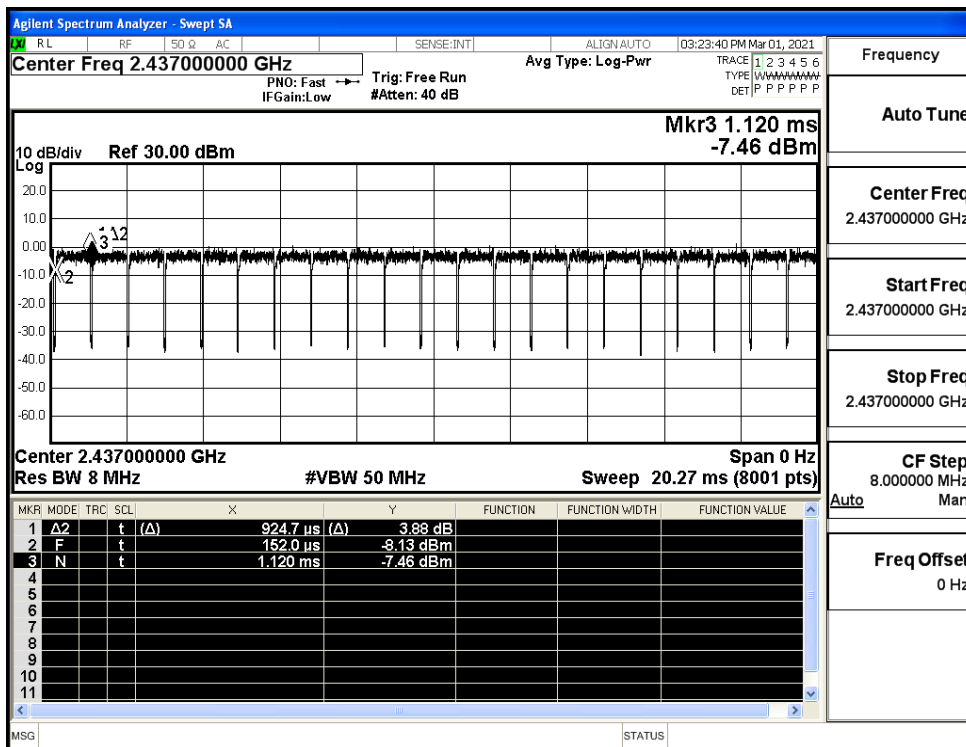 Agilent Spectrum Analyzer - Swept SA
LXI RL RF 50 Ω AC SENSE:INT ALIGN AUTO 03:23:40 PM Mar 01, 2021
Center Freq 2.437000000 GHz
PNO: Fast
IFGain:Low
Trig: Free Run
#Atten: 40 dB
Avg Type: Log-Pwr
TRACE 1 2 3 4 5 6
TYPE WWWWWW
DET P P P P P P
Mkr3 1.120 ms
-7.46 dBm
10 dB/div Ref 30.00 dBm
Log
20.0
10.0
0.00
-10.0
-20.0
-30.0
-40.0
-50.0
-60.0
1Δ2
3
2
Center 2.437000000 GHz Span 0 Hz
Res BW 8 MHz #VBW 50 MHz Sweep 20.27 ms (8001 pts)
MKR MODE TRC SCL X Y FUNCTION FUNCTION WIDTH FUNCTION VALUE
1 Δ2 t (Δ) 924.7 µs (Δ) 3.88 dB
2 F t 152.0 µs -8.13 dBm
3 N t 1.120 ms -7.46 dBm
4
5
6
7
8
9
10
11
MSG STATUS
Frequency
Auto Tune
Center Freq
2.437000000 GHz
Start Freq
2.437000000 GHz
Stop Freq
2.437000000 GHz
CF Step
8.000000 MHz
Auto Man
Freq Offset
0 Hz